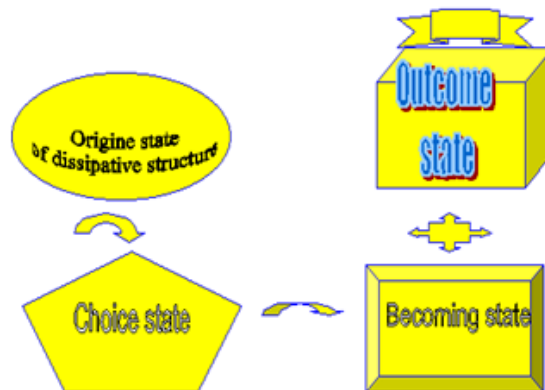 Origine state
of dissipative structure
Outcome
state
Choice state
Becoming state